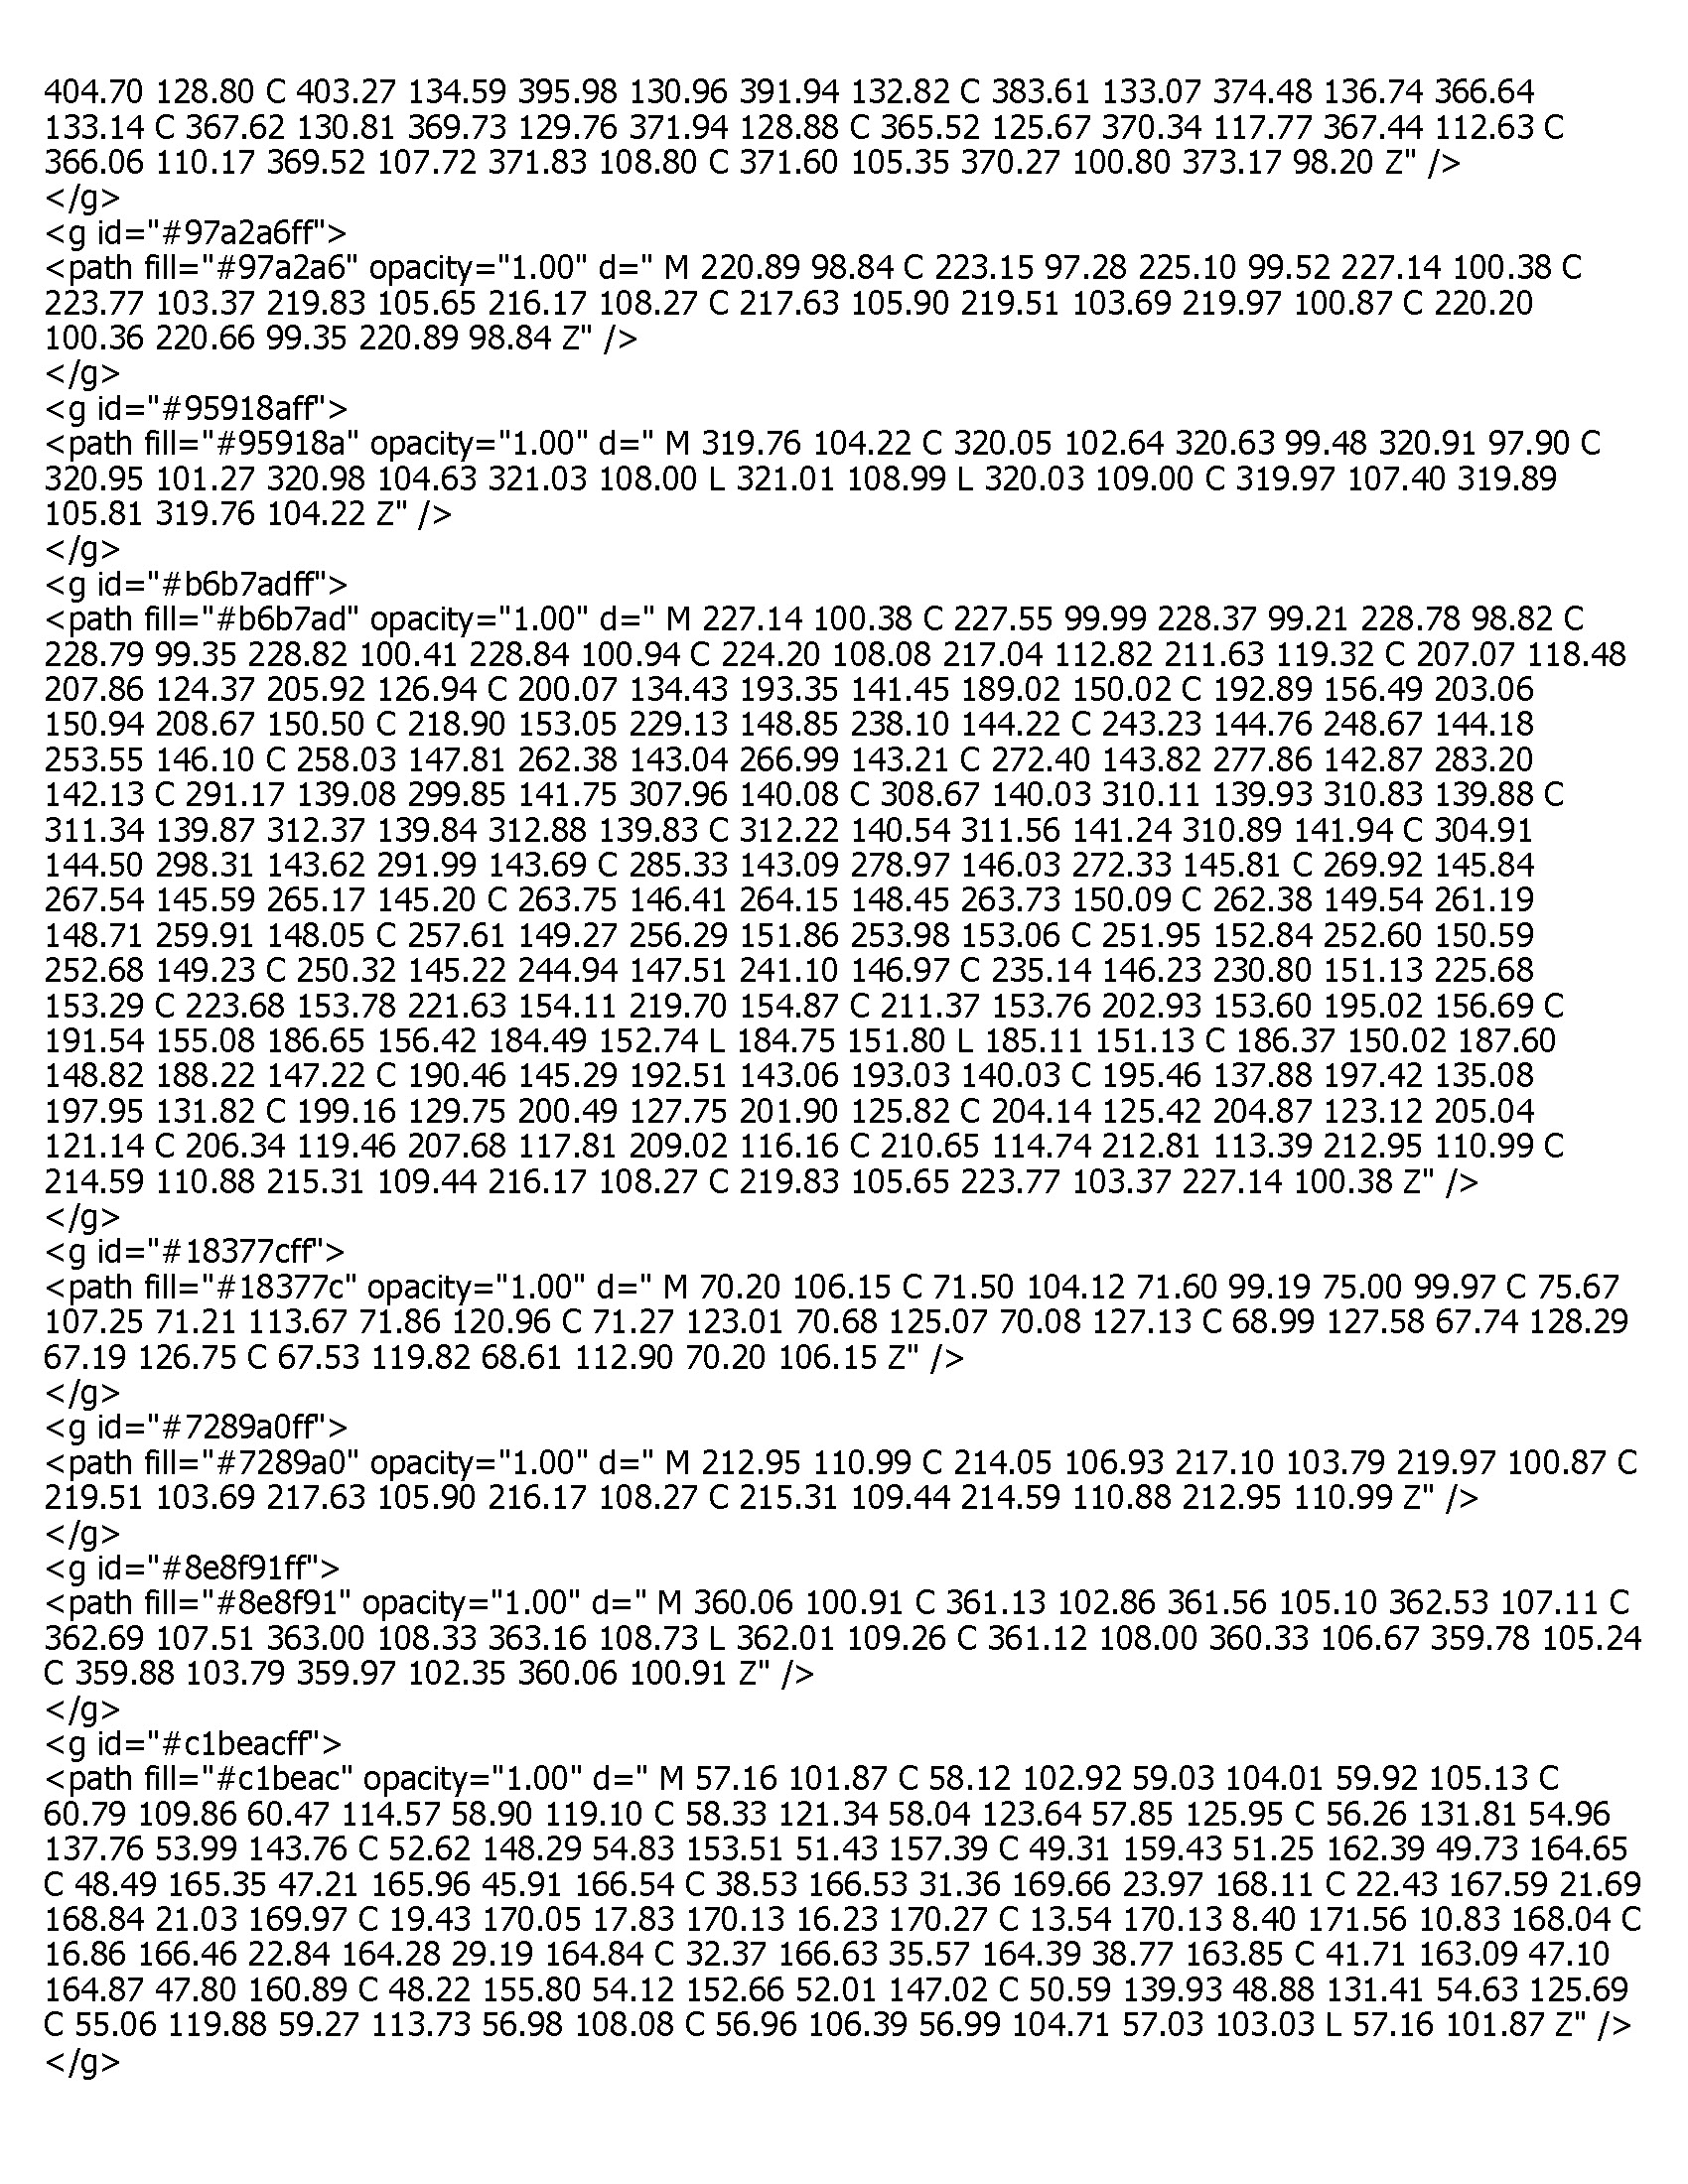 404.70 128.80 C 403.27 134.59 395.98 130.96 391.94 132.82 C 383.61 133.07 374.48 136.74 366.64
133.14 C 367.62 130.81 369.73 129.76 371.94 128.88 C 365.52 125.67 370.34 117.77 367.44 112.63 C
366.06 110.17 369.52 107.72 371.83 108.80 C 371.60 105.35 370.27 100.80 373.17 98.20 Z" />
</g>
<g id="#97a2a6ff">
<path fill="#97a2a6" opacity="1.00" d=" M 220.89 98.84 C 223.15 97.28 225.10 99.52 227.14 100.38 C
223.77 103.37 219.83 105.65 216.17 108.27 C 217.63 105.90 219.51 103.69 219.97 100.87 C 220.20
100.36 220.66 99.35 220.89 98.84 Z" />
</g>
<g id="#95918aff">
<path fill="#95918a" opacity="1.00" d=" M 319.76 104.22 C 320.05 102.64 320.63 99.48 320.91 97.90 C
320.95 101.27 320.98 104.63 321.03 108.00 L 321.01 108.99 L 320.03 109.00 C 319.97 107.40 319.89
105.81 319.76 104.22 Z" />
</g>
<g id="#b6b7adff">
<path fill="#b6b7ad" opacity="1.00" d=" M 227.14 100.38 C 227.55 99.99 228.37 99.21 228.78 98.82 C
228.79 99.35 228.82 100.41 228.84 100.94 C 224.20 108.08 217.04 112.82 211.63 119.32 C 207.07 118.48
207.86 124.37 205.92 126.94 C 200.07 134.43 193.35 141.45 189.02 150.02 C 192.89 156.49 203.06
150.94 208.67 150.50 C 218.90 153.05 229.13 148.85 238.10 144.22 C 243.23 144.76 248.67 144.18
253.55 146.10 C 258.03 147.81 262.38 143.04 266.99 143.21 C 272.40 143.82 277.86 142.87 283.20
142.13 C 291.17 139.08 299.85 141.75 307.96 140.08 C 308.67 140.03 310.11 139.93 310.83 139.88 C
311.34 139.87 312.37 139.84 312.88 139.83 C 312.22 140.54 311.56 141.24 310.89 141.94 C 304.91
144.50 298.31 143.62 291.99 143.69 C 285.33 143.09 278.97 146.03 272.33 145.81 C 269.92 145.84
267.54 145.59 265.17 145.20 C 263.75 146.41 264.15 148.45 263.73 150.09 C 262.38 149.54 261.19
148.71 259.91 148.05 C 257.61 149.27 256.29 151.86 253.98 153.06 C 251.95 152.84 252.60 150.59
252.68 149.23 C 250.32 145.22 244.94 147.51 241.10 146.97 C 235.14 146.23 230.80 151.13 225.68
153.29 C 223.68 153.78 221.63 154.11 219.70 154.87 C 211.37 153.76 202.93 153.60 195.02 156.69 C
191.54 155.08 186.65 156.42 184.49 152.74 L 184.75 151.80 L 185.11 151.13 C 186.37 150.02 187.60
148.82 188.22 147.22 C 190.46 145.29 192.51 143.06 193.03 140.03 C 195.46 137.88 197.42 135.08
197.95 131.82 C 199.16 129.75 200.49 127.75 201.90 125.82 C 204.14 125.42 204.87 123.12 205.04
121.14 C 206.34 119.46 207.68 117.81 209.02 116.16 C 210.65 114.74 212.81 113.39 212.95 110.99 C
214.59 110.88 215.31 109.44 216.17 108.27 C 219.83 105.65 223.77 103.37 227.14 100.38 Z" />
</g>
<g id="#18377cff">
<path fill="#18377c" opacity="1.00" d=" M 70.20 106.15 C 71.50 104.12 71.60 99.19 75.00 99.97 C 75.67
107.25 71.21 113.67 71.86 120.96 C 71.27 123.01 70.68 125.07 70.08 127.13 C 68.99 127.58 67.74 128.29
67.19 126.75 C 67.53 119.82 68.61 112.90 70.20 106.15 Z" />
</g>
<g id="#7289a0ff">
<path fill="#7289a0" opacity="1.00" d=" M 212.95 110.99 C 214.05 106.93 217.10 103.79 219.97 100.87 C
219.51 103.69 217.63 105.90 216.17 108.27 C 215.31 109.44 214.59 110.88 212.95 110.99 Z" />
</g>
<g id="#8e8f91ff">
<path fill="#8e8f91" opacity="1.00" d=" M 360.06 100.91 C 361.13 102.86 361.56 105.10 362.53 107.11 C
362.69 107.51 363.00 108.33 363.16 108.73 L 362.01 109.26 C 361.12 108.00 360.33 106.67 359.78 105.24
C 359.88 103.79 359.97 102.35 360.06 100.91 Z" />
</g>
<g id="#c1beacff">
<path fill="#c1beac" opacity="1.00" d=" M 57.16 101.87 C 58.12 102.92 59.03 104.01 59.92 105.13 C
60.79 109.86 60.47 114.57 58.90 119.10 C 58.33 121.34 58.04 123.64 57.85 125.95 C 56.26 131.81 54.96
137.76 53.99 143.76 C 52.62 148.29 54.83 153.51 51.43 157.39 C 49.31 159.43 51.25 162.39 49.73 164.65
C 48.49 165.35 47.21 165.96 45.91 166.54 C 38.53 166.53 31.36 169.66 23.97 168.11 C 22.43 167.59 21.69
168.84 21.03 169.97 C 19.43 170.05 17.83 170.13 16.23 170.27 C 13.54 170.13 8.40 171.56 10.83 168.04 C
16.86 166.46 22.84 164.28 29.19 164.84 C 32.37 166.63 35.57 164.39 38.77 163.85 C 41.71 163.09 47.10
164.87 47.80 160.89 C 48.22 155.80 54.12 152.66 52.01 147.02 C 50.59 139.93 48.88 131.41 54.63 125.69
C 55.06 119.88 59.27 113.73 56.98 108.08 C 56.96 106.39 56.99 104.71 57.03 103.03 L 57.16 101.87 Z" />
</g>